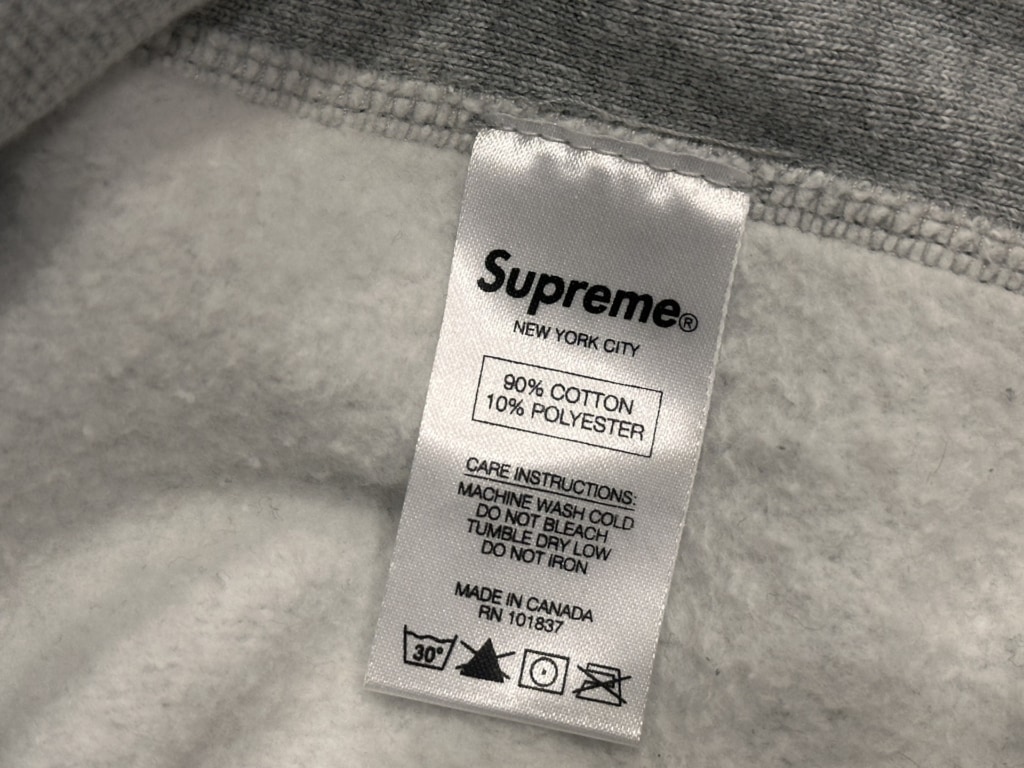 Supreme®
NEW YORK CITY
90% COTTON
10% POLYESTER
CARE INSTRUCTIONS:
MACHINE WASH COLD
DO NOT BLEACH
TUMBLE DRY LOW
DO NOT IRON
MADE IN CANADA
RN 101837
30°